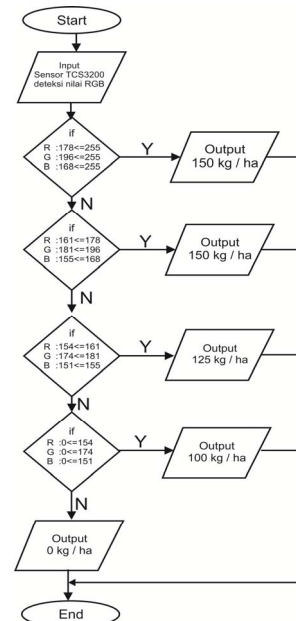 Start
Input
Sensor TCS3200
deteksi nilai RGB
if
R :178<=255
G :196<=255
B :168<=255
Y
Output
150 kg / ha
N
if
R :161<=178
G :181<=196
B :155<=168
Y
Output
150 kg / ha
N
if
R :154<=161
G :174<=181
B :151<=155
Y
Output
125 kg / ha
N
if
R :0<=154
G :0<=174
B :0<=151
Y
Output
100 kg / ha
N
Output
0 kg / ha
End